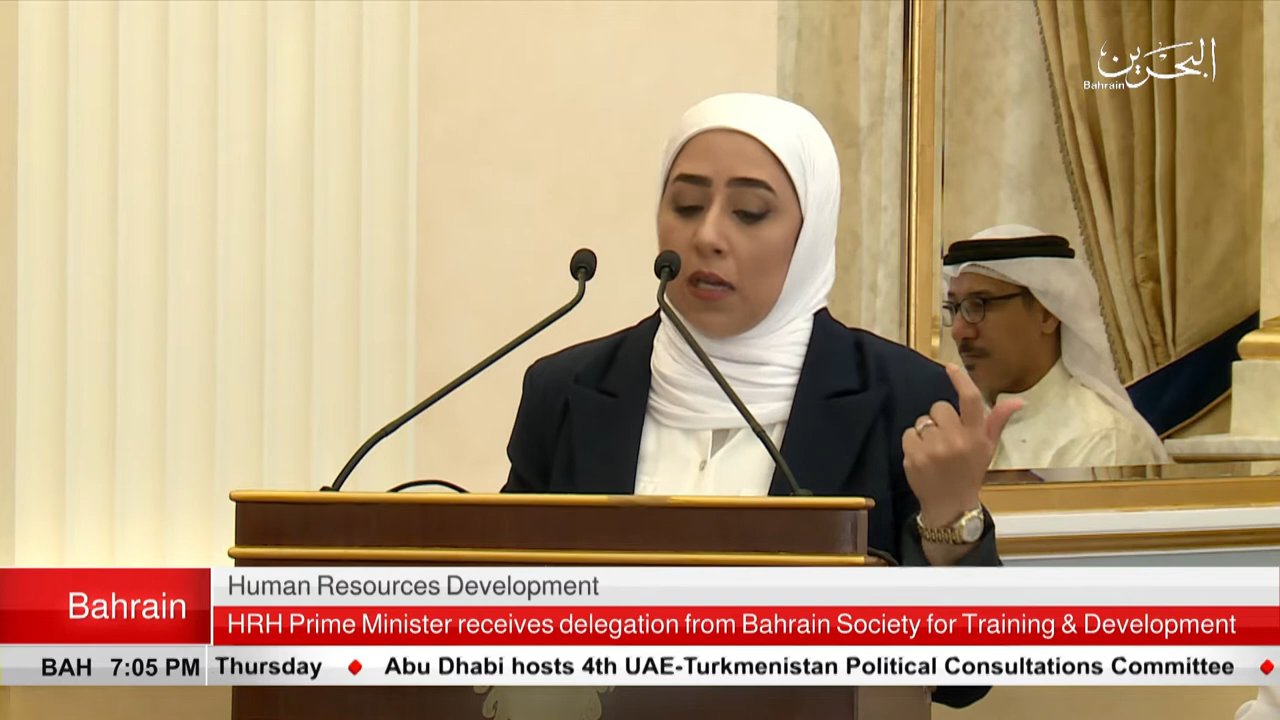 البحرين
Bahrain
Human Resources Development
Bahrain
HRH Prime Minister receives delegation from Bahrain Society for Training & Development
BAH 7:05 PM Thursday ♦ Abu Dhabi hosts 4th UAE-Turkmenistan Political Consultations Committee ♦